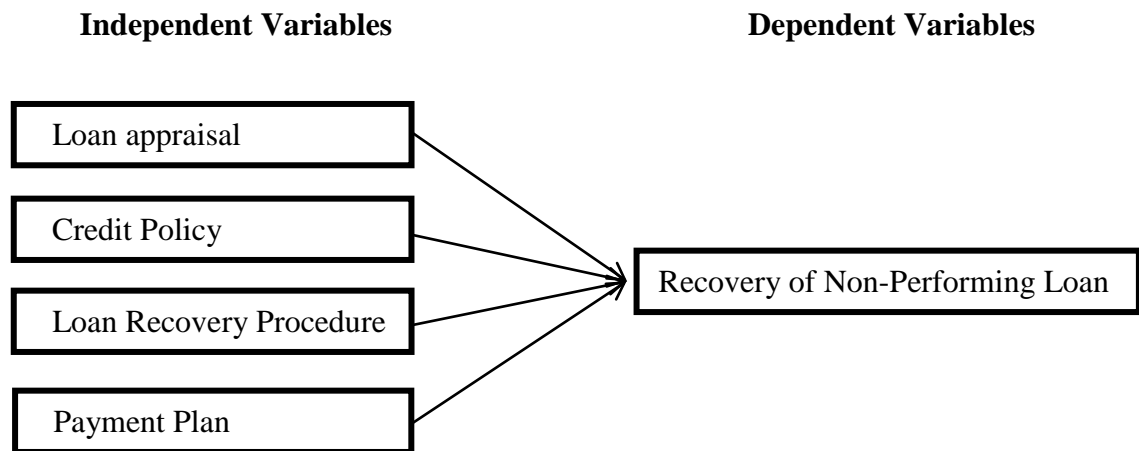 Independent Variables
Dependent Variables
Loan appraisal
Credit Policy
Loan Recovery Procedure
Payment Plan
Recovery of Non-Performing Loan